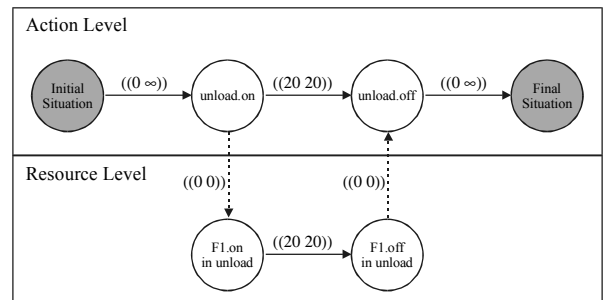 Action Level
Initial
Situation
((0 ∞))
unload.on
((20 20))
unload.off
((0 ∞))
Final
Situation
((0 0))
((0 0))
Resource Level
F1.on
in unload
((20 20))
F1.off
in unload